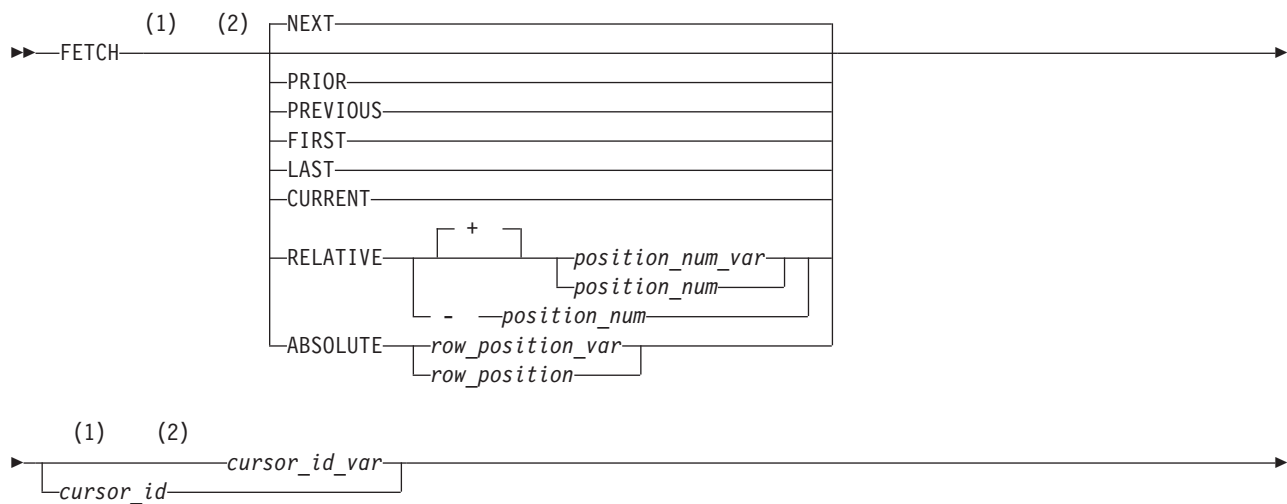 (1) (2) NEXT
FETCH
PRIOR
PREVIOUS
FIRST
LAST
CURRENT
+
RELATIVE position_num_var
position_num
- position_num
ABSOLUTE row_position_var
row_position
(1) (2)
cursor_id_var
cursor_id